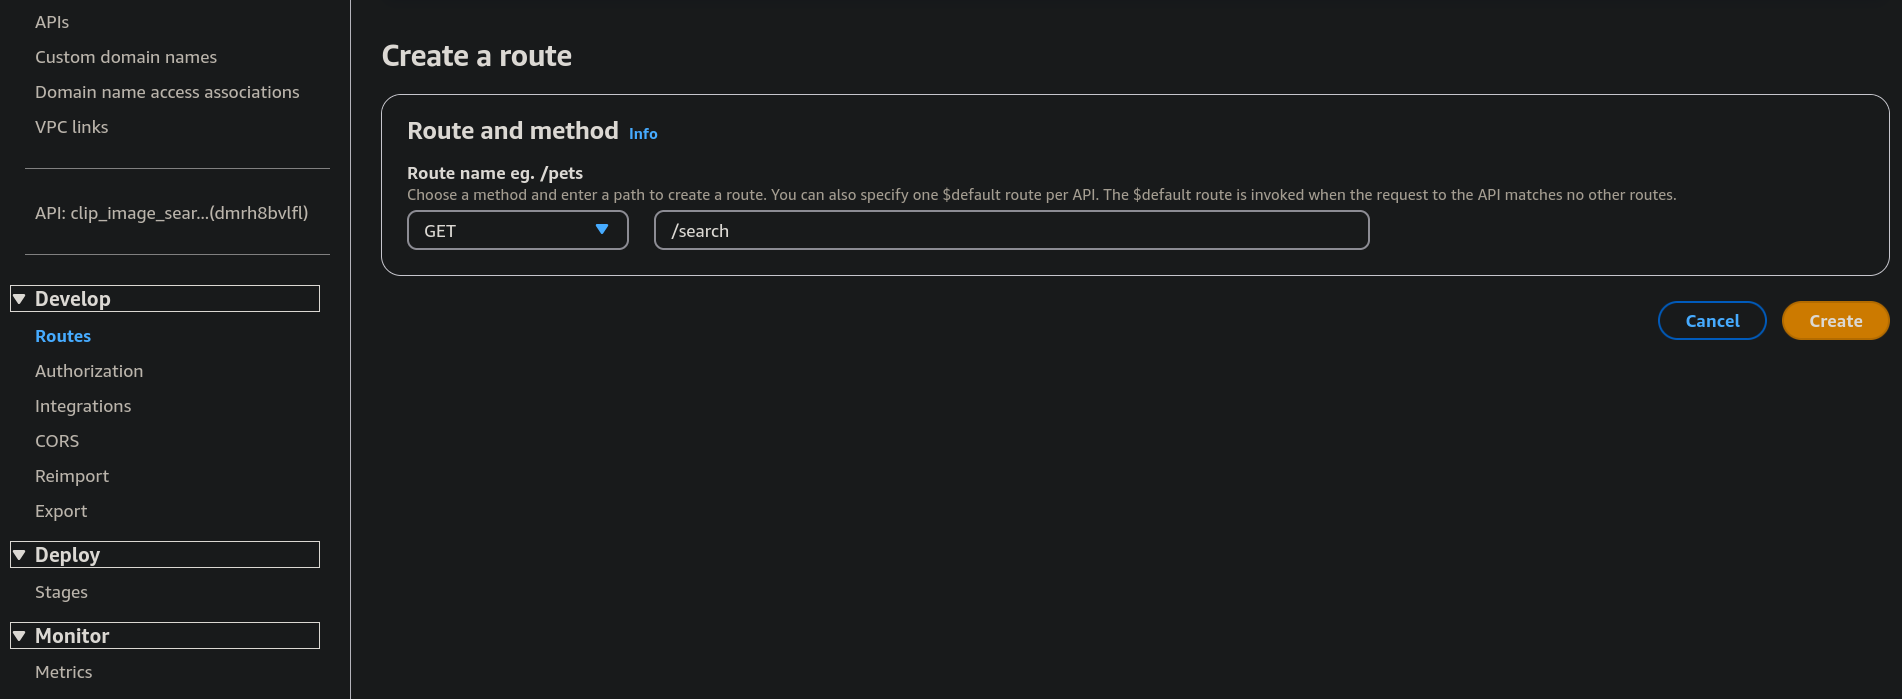 APIs
Custom domain names
Domain name access associations
VPC links
API: clip_image_sear...(dmrh8bvlfl)
Develop
Routes
Authorization
Integrations
CORS
Reimport
Export
Deploy
Stages
Monitor
Metrics
Create a route
Route and method Info
Route name eg. /pets
Choose a method and enter a path to create a route. You can also specify one $default route per API. The $default route is invoked when the request to the API matches no other routes.
GET
/search
Cancel
Create